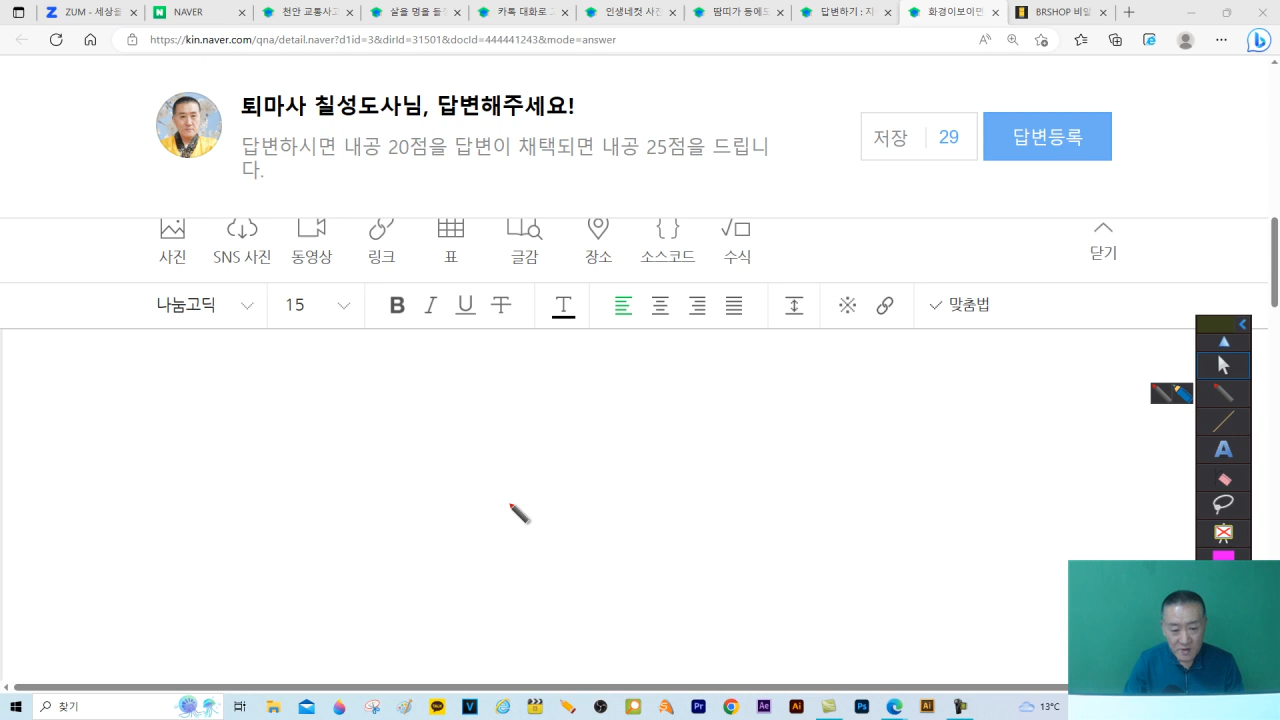 ZUM - 세상을
NAVER
천안 교통사고
살을 명을 들
카톡 대화로
인생네컷 사진
땀띠가 등에도
답변하기 : 지
화경이보이면
BRSHOP 비밀
https://kin.naver.com/qna/detail.naver?d1id=3&dirId=31501&docId=444441243&mode=answer
퇴마사 칠성도사님, 답변해주세요!
답변하시면 내공 20점을 답변이 채택되면 내공 25점을 드립니
다.
저장 29
답변등록
사진
SNS 사진
동영상
링크
표
글감
장소
소스코드
수식
닫기
나눔고딕
15
맞춤법
찾기
13°C